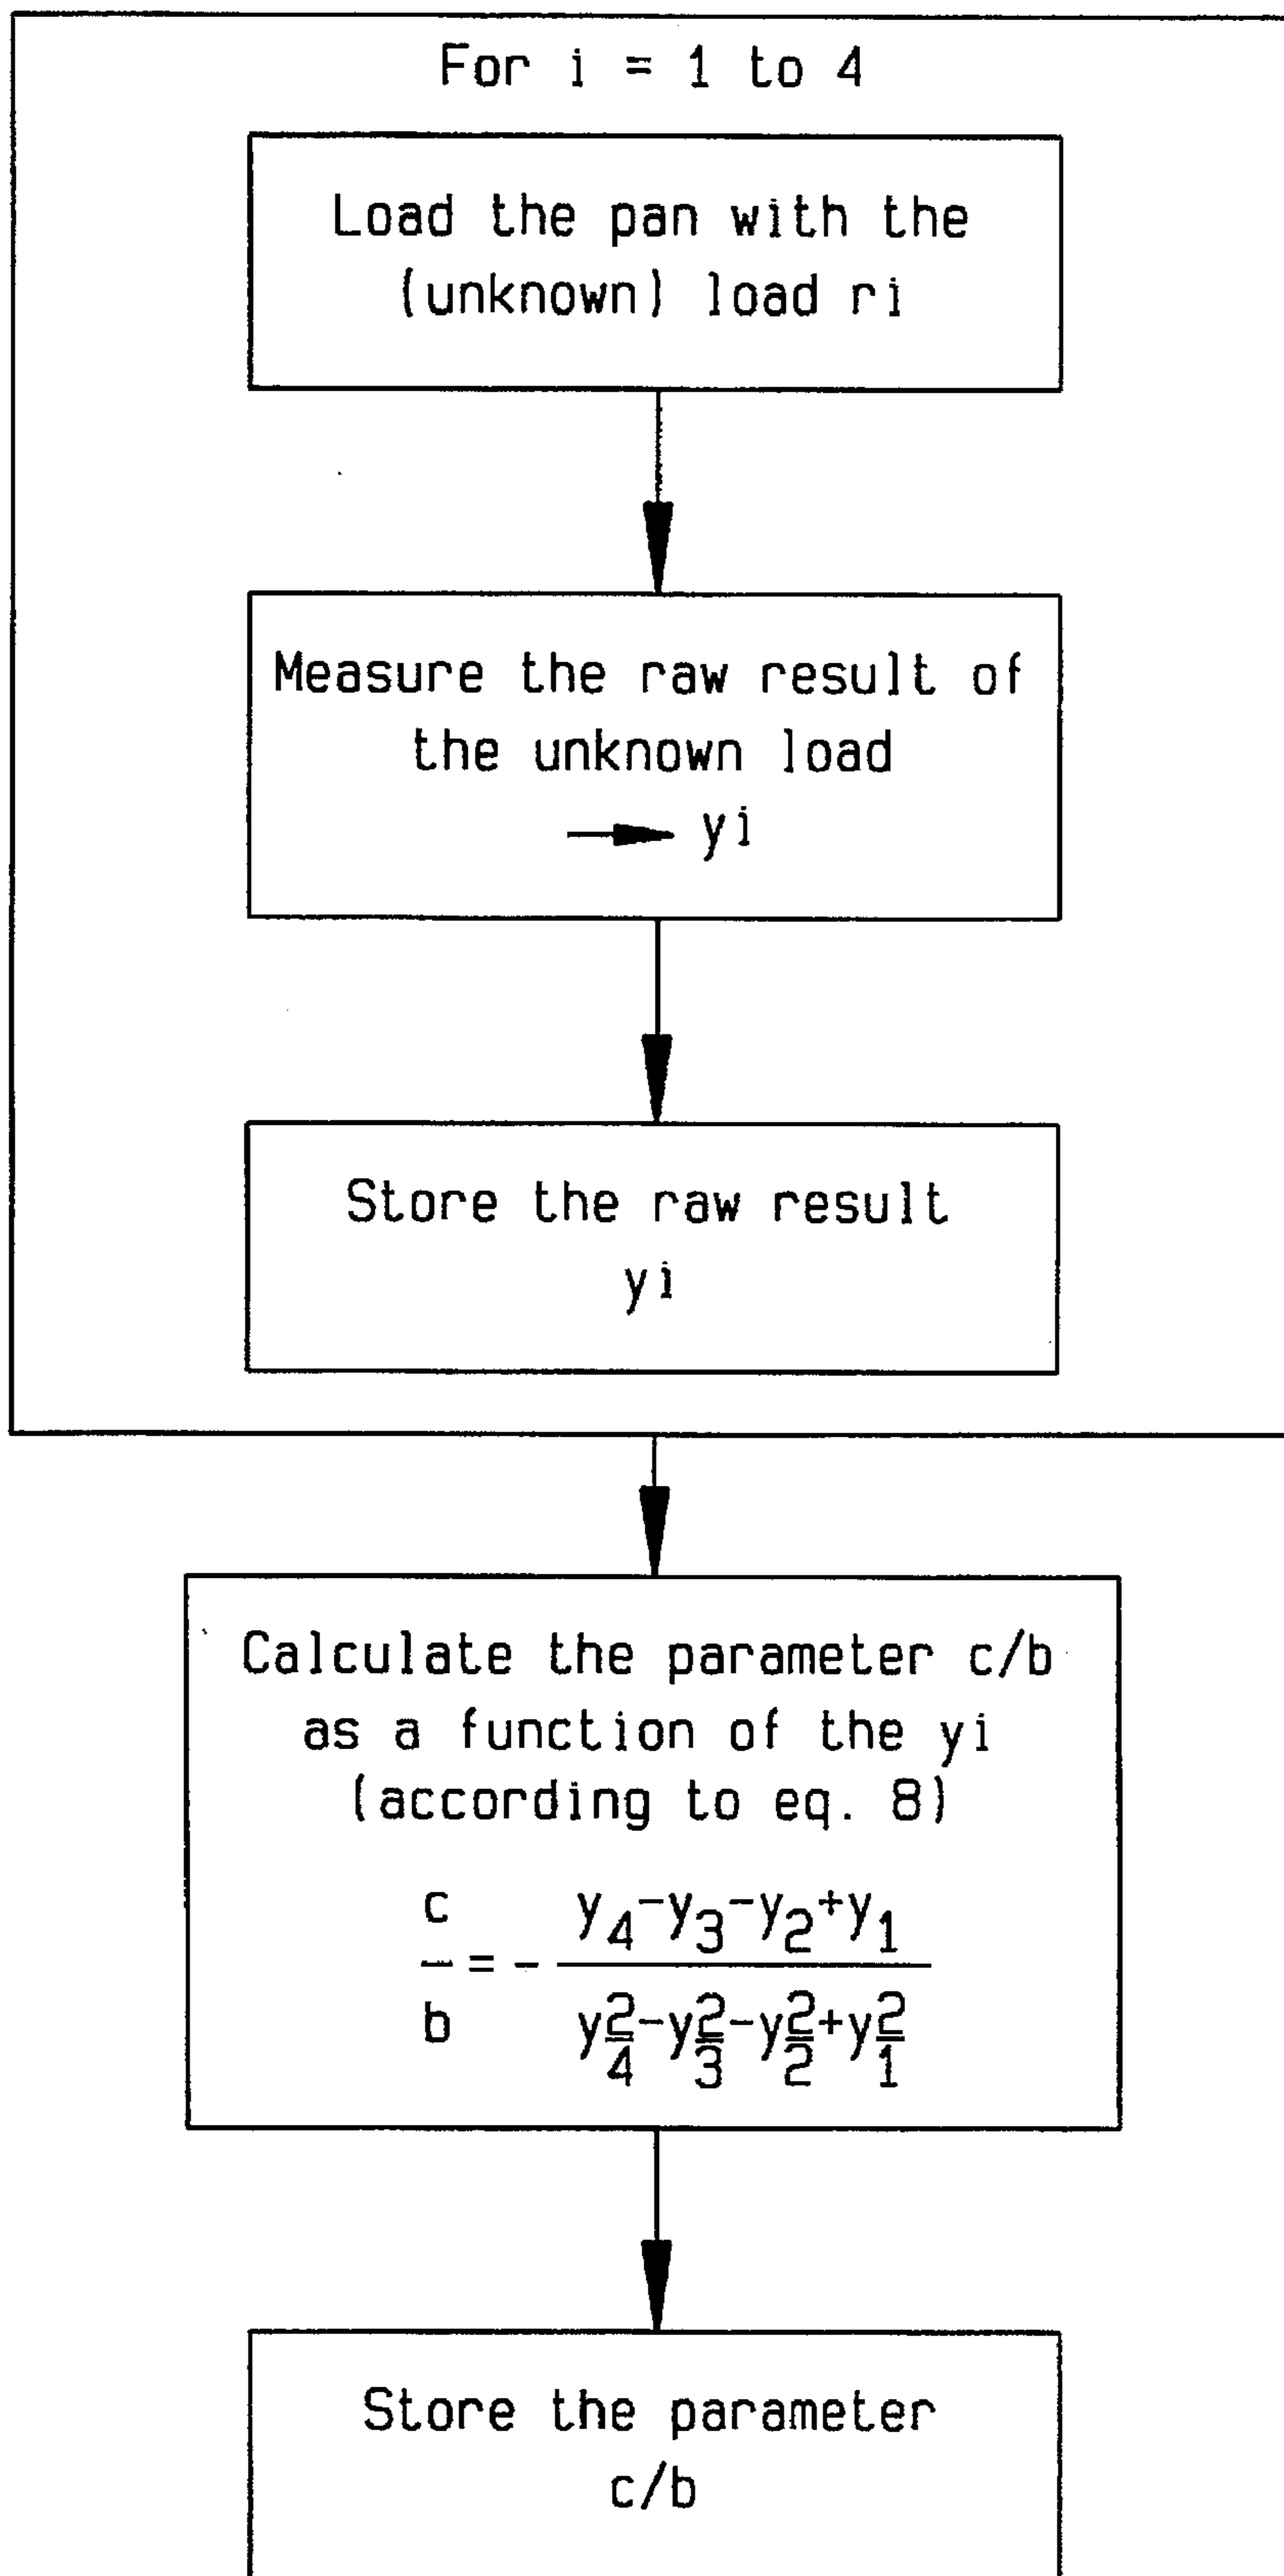 For i = 1 to 4
Load the pan with the
(unknown) load ri
Measure the raw result of
the unknown load
→ yi
Store the raw result
yi
Calculate the parameter c/b
as a function of the yi
(according to eq. 8)
c/b = - (y₄-y₃-y₂+y₁)/(y₄²-y₃²-y₂²+y₁²)
Store the parameter
c/b